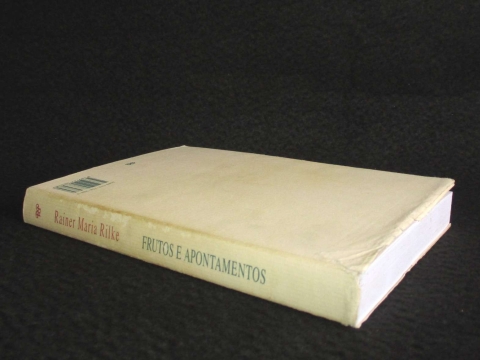 Rainer Maria Rilke
FRUTOS E APONTAMENTOS